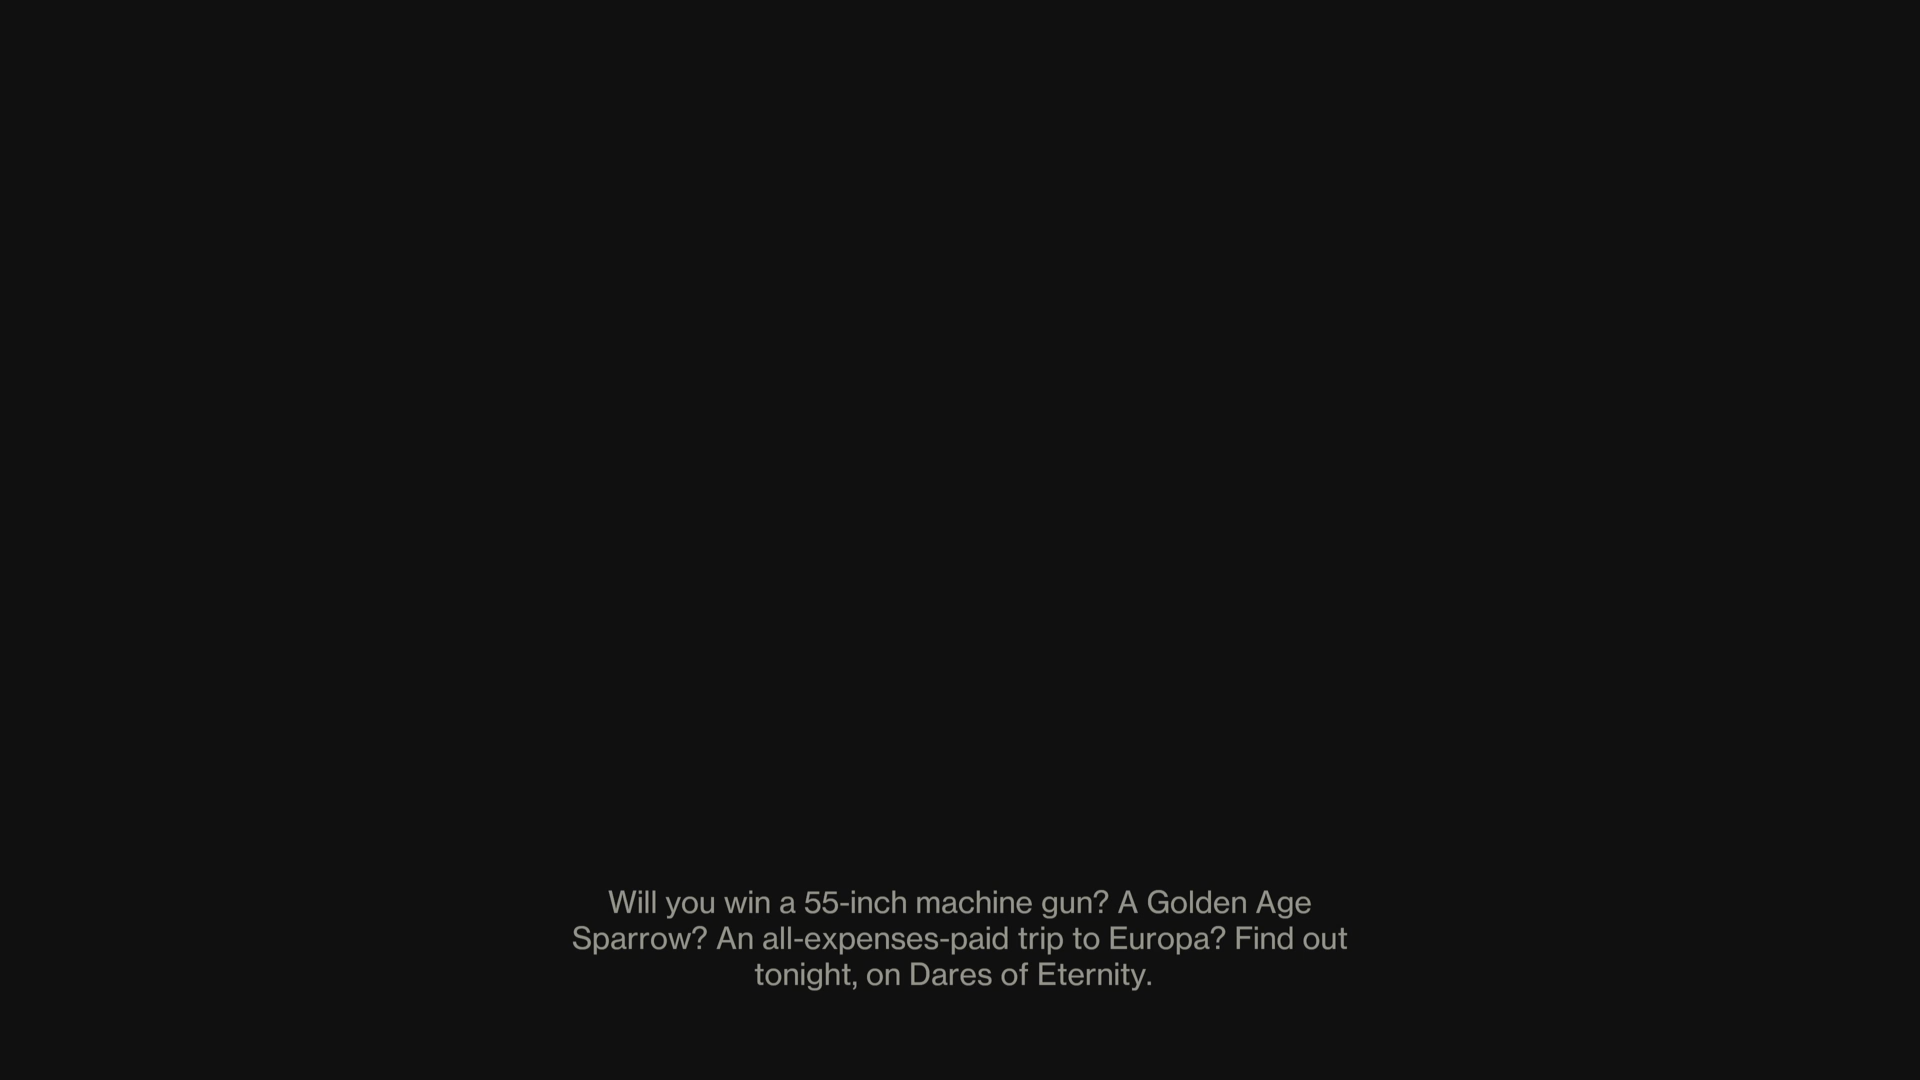 Will you win a 55-inch machine gun? A Golden Age
Sparrow? An all-expenses-paid trip to Europa? Find out
tonight, on Dares of Eternity.